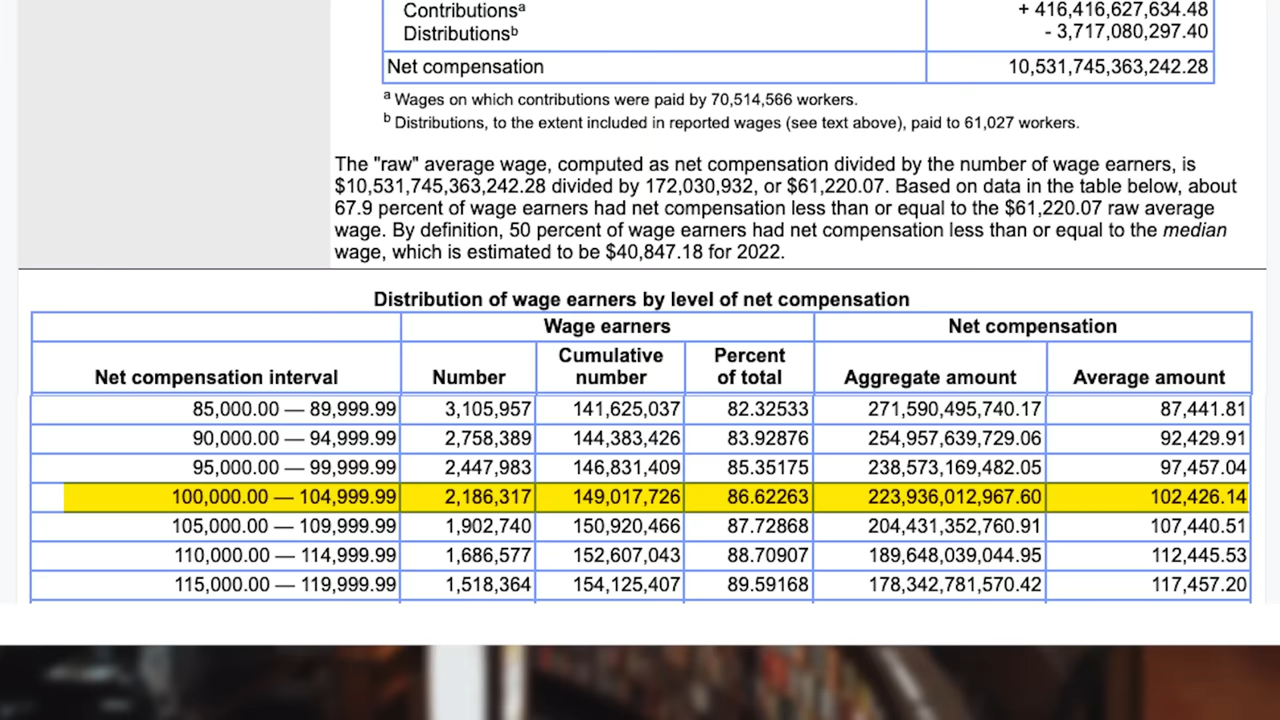 Contributionsa + 416,416,627,634.48
Distributionsb - 3,717,080,297.40
Net compensation 10,531,745,363,242.28
a Wages on which contributions were paid by 70,514,566 workers.
b Distributions, to the extent included in reported wages (see text above), paid to 61,027 workers.
The "raw" average wage, computed as net compensation divided by the number of wage earners, is
$10,531,745,363,242.28 divided by 172,030,932, or $61,220.07. Based on data in the table below, about
67.9 percent of wage earners had net compensation less than or equal to the $61,220.07 raw average
wage. By definition, 50 percent of wage earners had net compensation less than or equal to the median
wage, which is estimated to be $40,847.18 for 2022.
Distribution of wage earners by level of net compensation
Wage earners Net compensation
Net compensation interval Number Cumulative number Percent of total Aggregate amount Average amount
85,000.00 — 89,999.99 3,105,957 141,625,037 82.32533 271,590,495,740.17 87,441.81
90,000.00 — 94,999.99 2,758,389 144,383,426 83.92876 254,957,639,729.06 92,429.91
95,000.00 — 99,999.99 2,447,983 146,831,409 85.35175 238,573,169,482.05 97,457.04
100,000.00 — 104,999.99 2,186,317 149,017,726 86.62263 223,936,012,967.60 102,426.14
105,000.00 — 109,999.99 1,902,740 150,920,466 87.72868 204,431,352,760.91 107,440.51
110,000.00 — 114,999.99 1,686,577 152,607,043 88.70907 189,648,039,044.95 112,445.53
115,000.00 — 119,999.99 1,518,364 154,125,407 89.59168 178,342,781,570.42 117,457.20